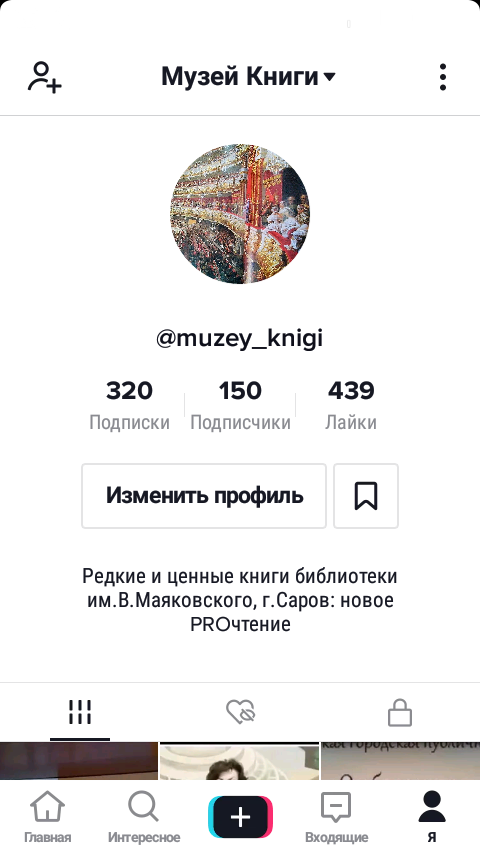 Музей Книги
@muzey_knigi
320 150 439
Подписки Подписчики Лайки
Изменить профиль
Редкие и ценные книги библиотеки
им.В.Маяковского, г.Саров: новое
PROчтение
Главная Интересное Входящие Я